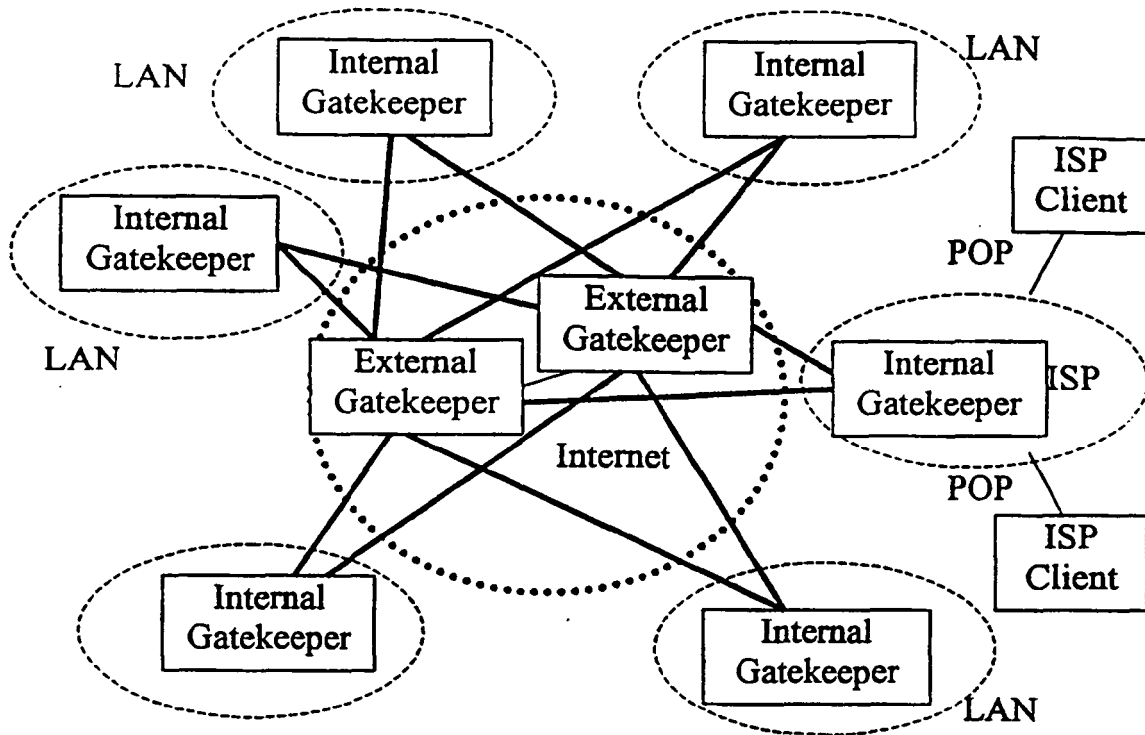 LAN
Internal
Gatekeeper
Internal
Gatekeeper
LAN
ISP
Client
Internal
Gatekeeper
POP
External
Gatekeeper
LAN
External
Gatekeeper
Internal
Gatekeeper
ISP
Internet
POP
ISP
Client
Internal
Gatekeeper
Internal
Gatekeeper
LAN